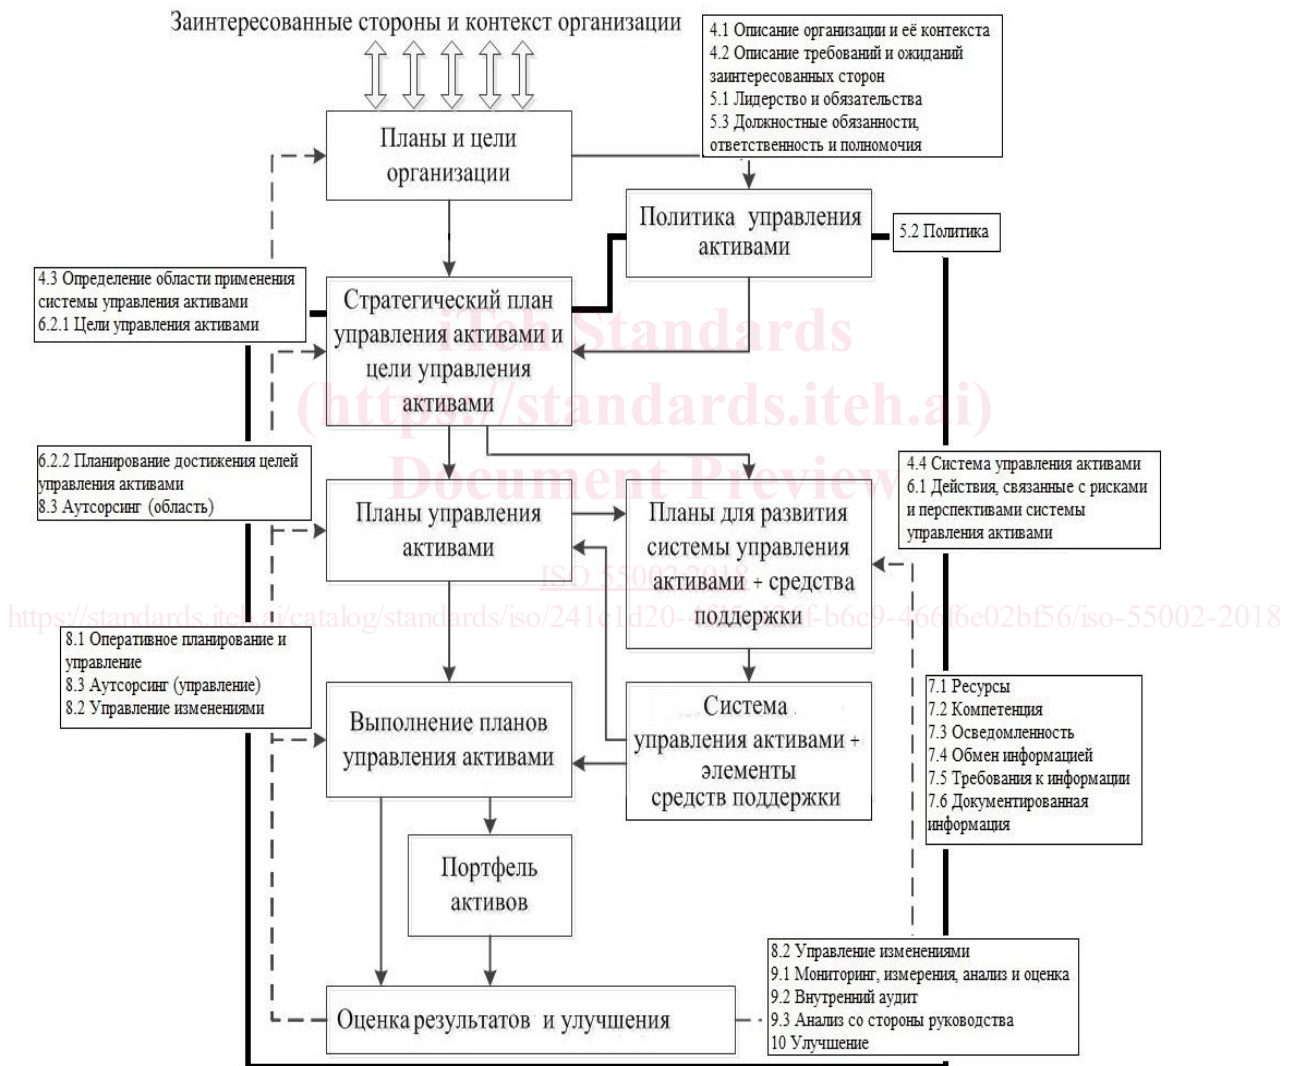 Заинтересованные стороны и контекст организации
4.1 Описание организации и её контекста
4.2 Описание требований и ожиданий
заинтересованных сторон
5.1 Лидерство и обязательства
5.3 Должностные обязанности,
ответственность и полномочия
Планы и цели
организации
Политика управления
активами
5.2 Политика
4.3 Определение области применения
системы управления активами
6.2.1 Цели управления активами
Стратегический план
управления активами и
цели управления
активами
iTeh Standards
(https://standards.iteh.ai)
Document Preview
6.2.2 Планирование достижения целей
управления активами
8.3 Аутсорсинг (область)
4.4 Система управления активами
6.1 Действия, связанные с рисками
и перспективами системы
управления активами
Планы управления
активами
Планы для развития
системы управления
активами + средства
поддержки
ISO 55002:2018
https://standards.iteh.ai/catalog/standards/iso/241c1d20-b6c9-466f6e02bf56/iso-55002-2018
8.1 Оперативное планирование и
управление
8.3 Аутсорсинг (управление)
8.2 Управление изменениями
7.1 Ресурсы
7.2 Компетенция
7.3 Осведомленность
7.4 Обмен информацией
7.5 Требования к информации
7.6 Документированная
информация
Выполнение планов
управления активами
Система
управления активами +
элементы
средств поддержки
Портфель
активов
8.2 Управление изменениями
9.1 Мониторинг, измерения, анализ и оценка
9.2 Внутренний аудит
9.3 Анализ со стороны руководства
10 Улучшение
Оценка результатов и улучшения